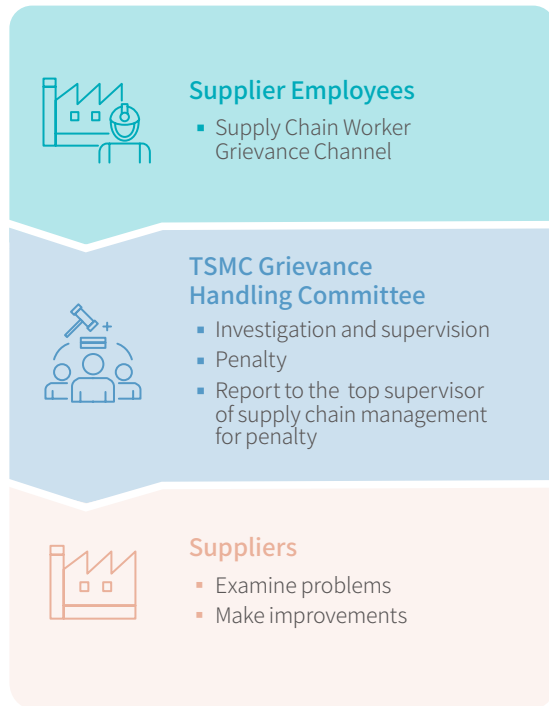 Supplier Employees
▪ Supply Chain Worker
Grievance Channel
TSMC Grievance
Handling Committee
▪ Investigation and supervision
▪ Penalty
▪ Report to the top supervisor
of supply chain management
for penalty
Suppliers
▪ Examine problems
▪ Make improvements